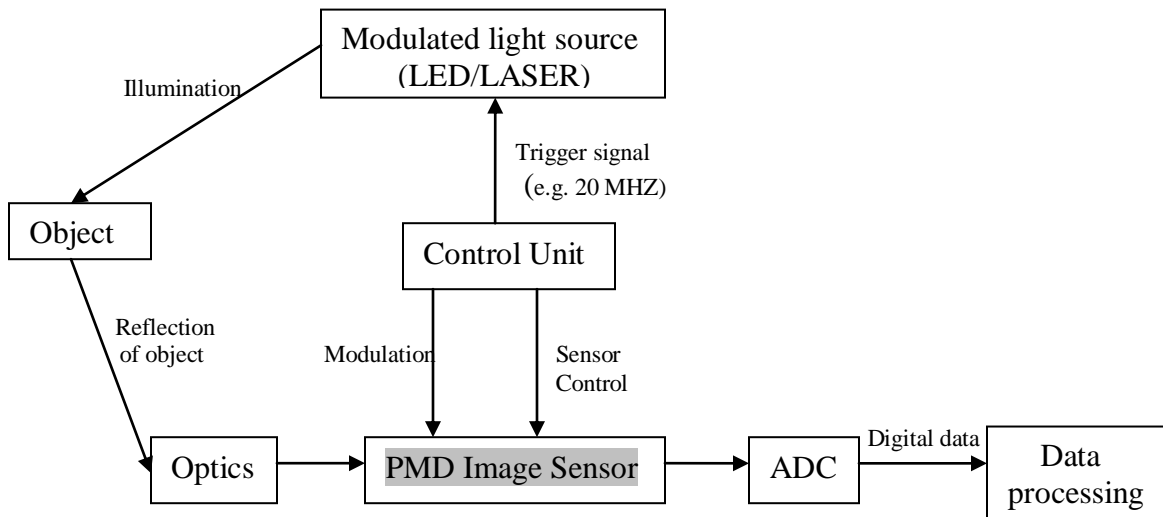 Modulated light source
(LED/LASER)
Illumination
Trigger signal
(e.g. 20 MHZ)
Object
Control Unit
Reflection
of object
Modulation
Sensor
Control
Optics
PMD Image Sensor
ADC
Digital data
Data
processing